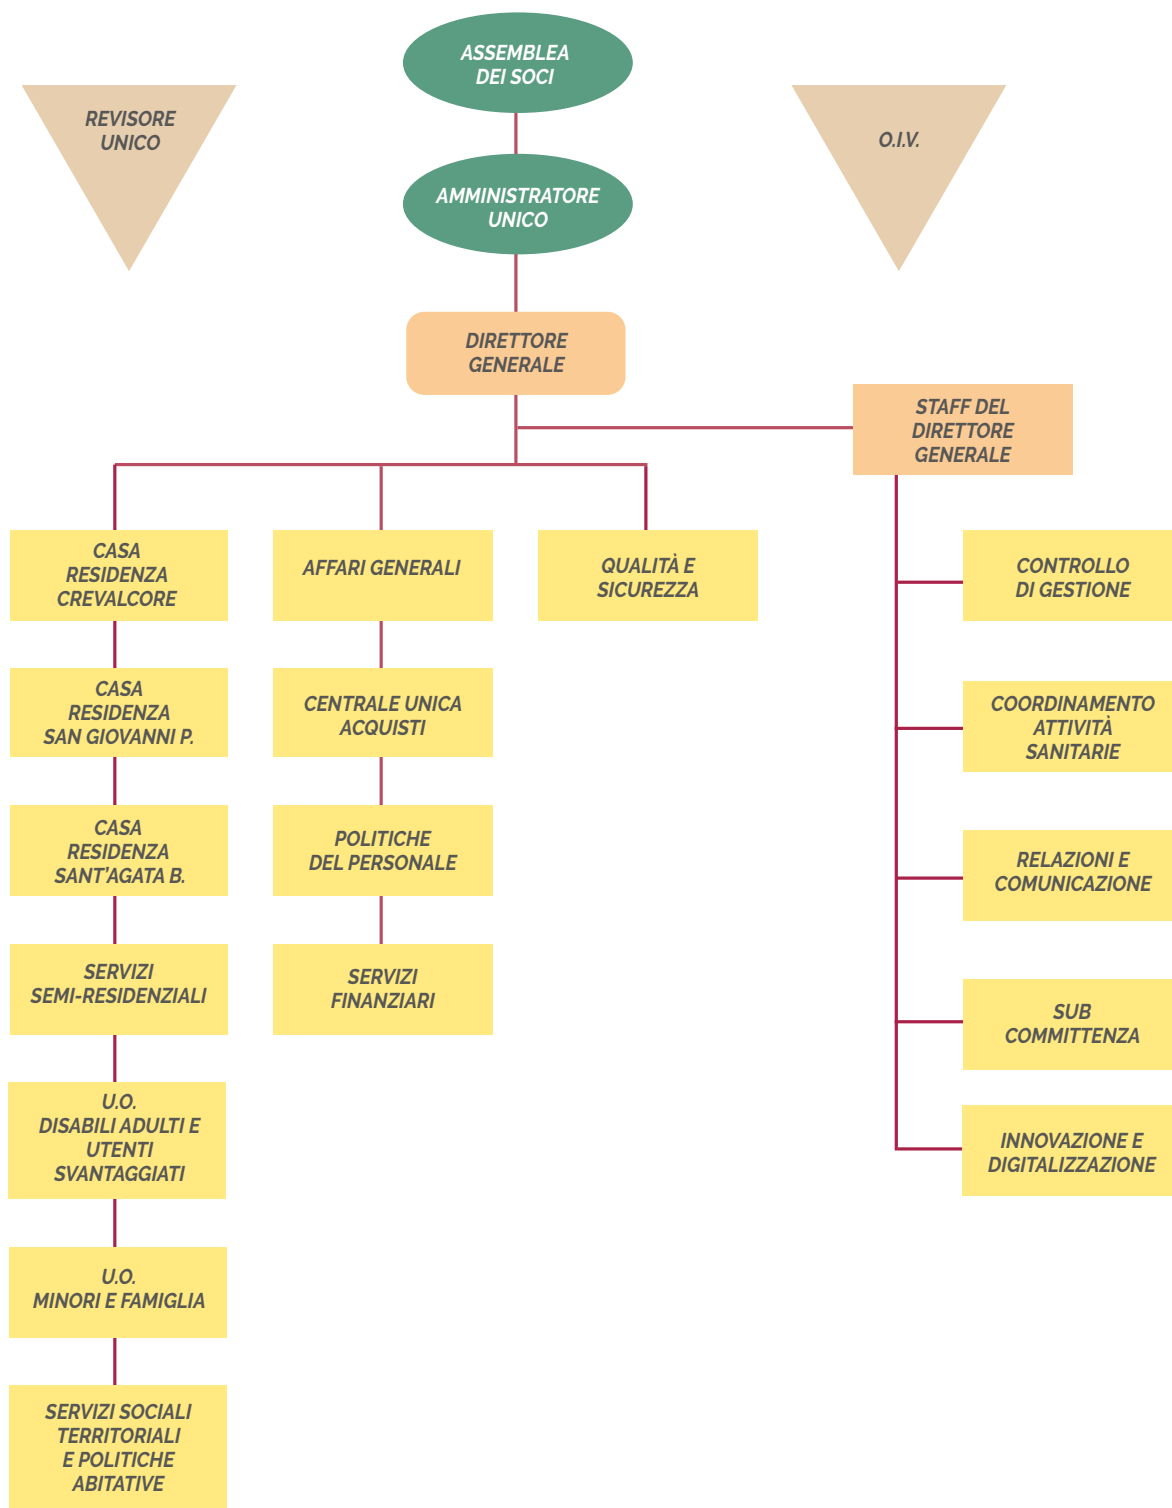 ASSEMBLEA
DEI SOCI
REVISORE
UNICO
O.I.V.
AMMINISTRATORE
UNICO
DIRETTORE
GENERALE
STAFF DEL
DIRETTORE
GENERALE
CASA
RESIDENZA
CREVALCORE
AFFARI GENERALI
QUALITÀ E
SICUREZZA
CONTROLLO
DI GESTIONE
CASA
RESIDENZA
SAN GIOVANNI P.
CENTRALE UNICA
ACQUISTI
COORDINAMENTO
ATTIVITÀ
SANITARIE
CASA
RESIDENZA
SANT'AGATA B.
POLITICHE
DEL PERSONALE
RELAZIONI E
COMUNICAZIONE
SERVIZI
SEMI-RESIDENZIALI
SERVIZI
FINANZIARI
SUB
COMMITTENZA
U.O.
DISABILI ADULTI E
UTENTI
SVANTAGGIATI
INNOVAZIONE E
DIGITALIZZAZIONE
U.O.
MINORI E FAMIGLIA
SERVIZI SOCIALI
TERRITORIALI
E POLITICHE
ABITATIVE